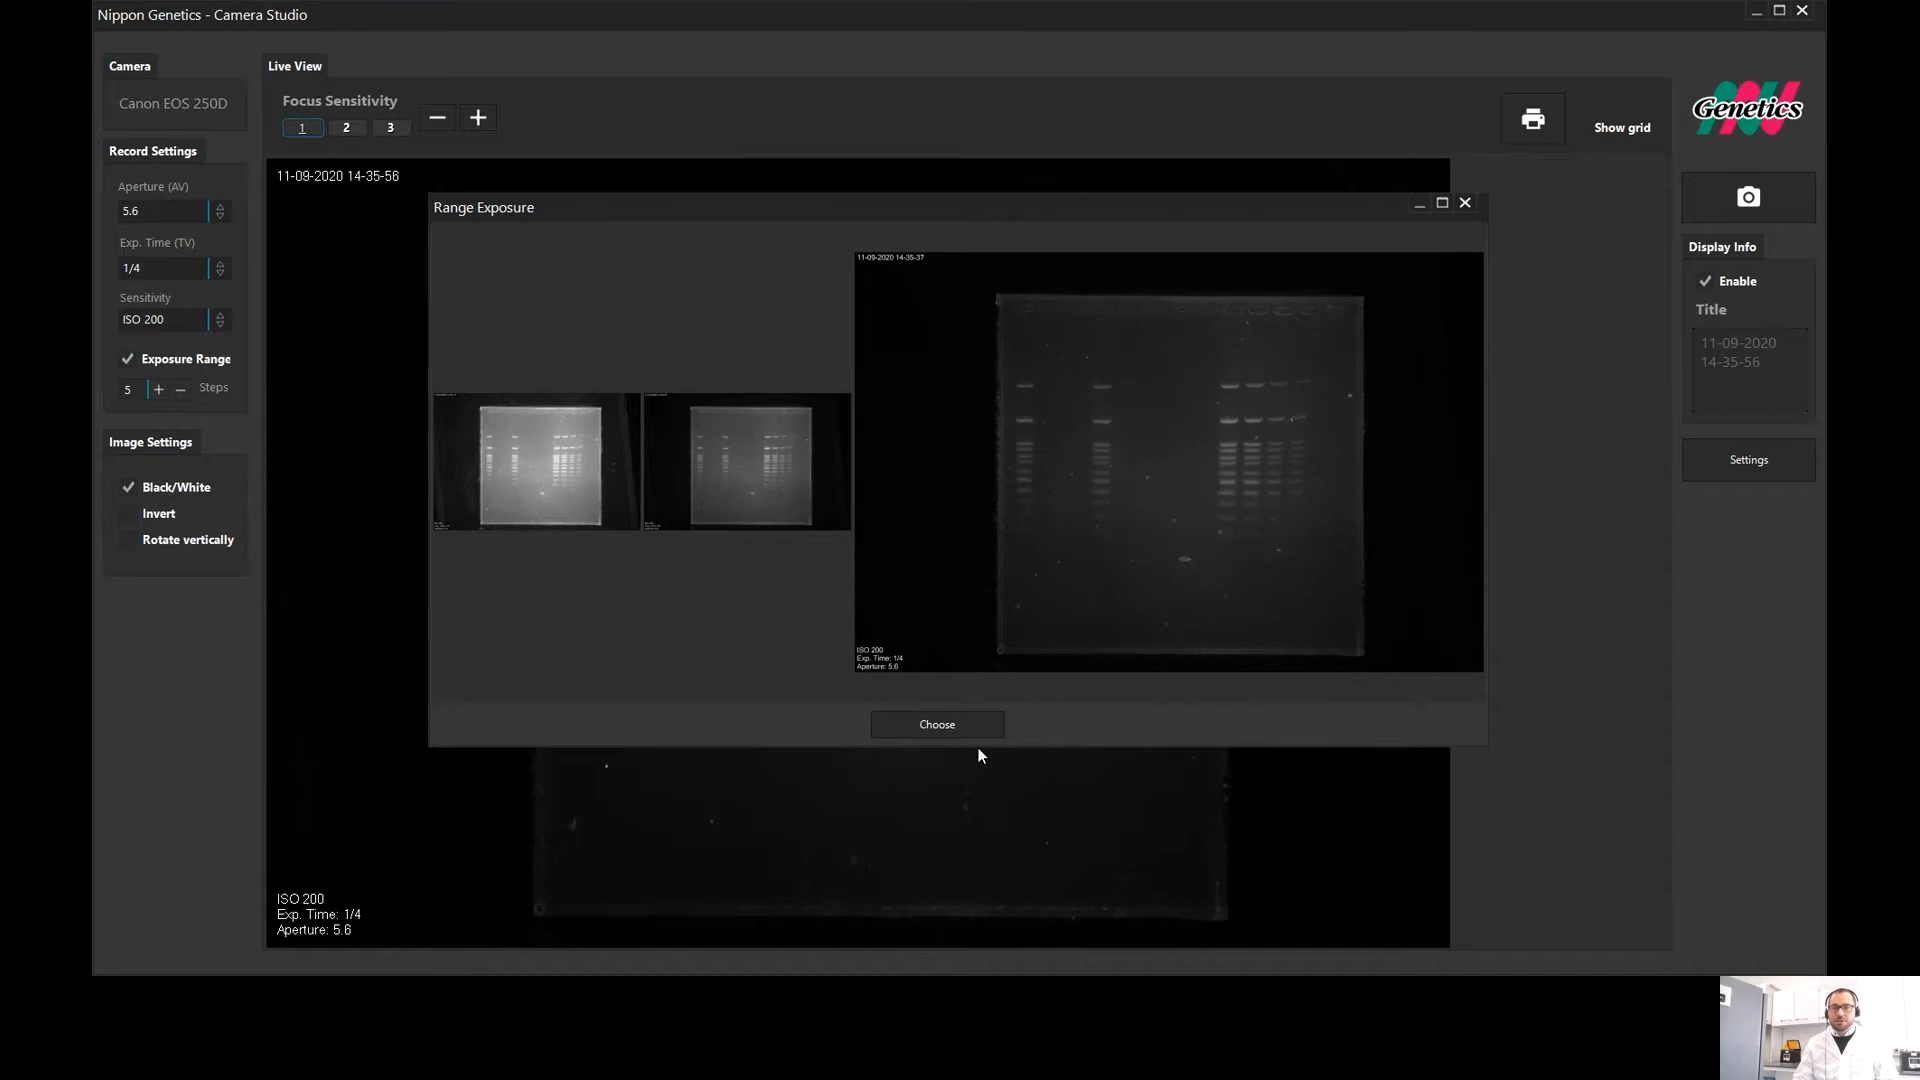 Nippon Genetics - Camera Studio
Camera
Canon EOS 250D
Record Settings
Aperture (AV)
5.6
Exp. Time (TV)
1/4
Sensitivity
ISO 200
Exposure Range
5 + – Steps
Image Settings
Black/White
Invert
Rotate vertically
Live View
Focus Sensitivity
1 2 3
Show grid
11-09-2020 14-35-56
Range Exposure
11-09-2020 14-35-37
ISO 200
Exp. Time: 1/4
Aperture: 5.6
Choose
ISO 200
Exp. Time: 1/4
Aperture: 5.6
Genetics
Display Info
Enable
Title
11-09-2020
14-35-56
Settings